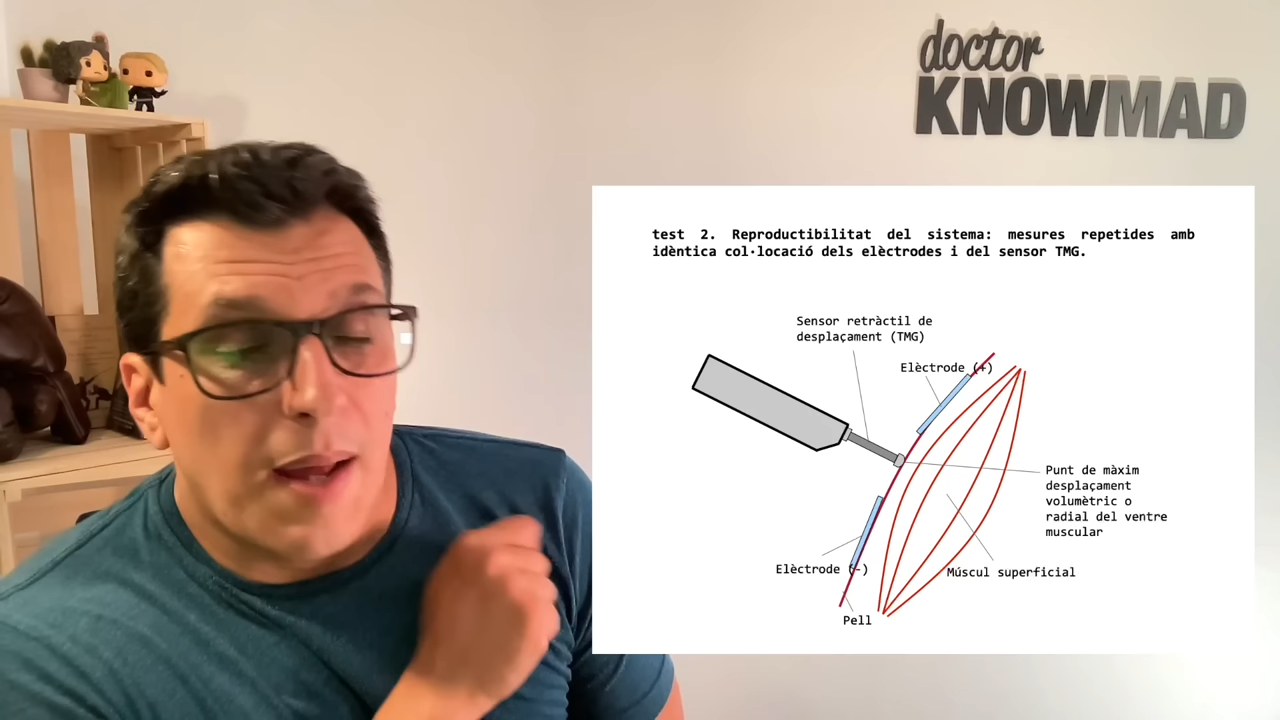 doctor
KNOWMAD
test 2. Reproductibilitat del sistema: mesures repetides amb
idèntica col·locació dels elèctrodes i del sensor TMG.
Sensor retràctil de
desplaçament (TMG)
Elèctrode (+)
Punt de màxim
desplaçament
volumètric o
radial del ventre
muscular
Elèctrode (-)
Múscul superficial
Pell